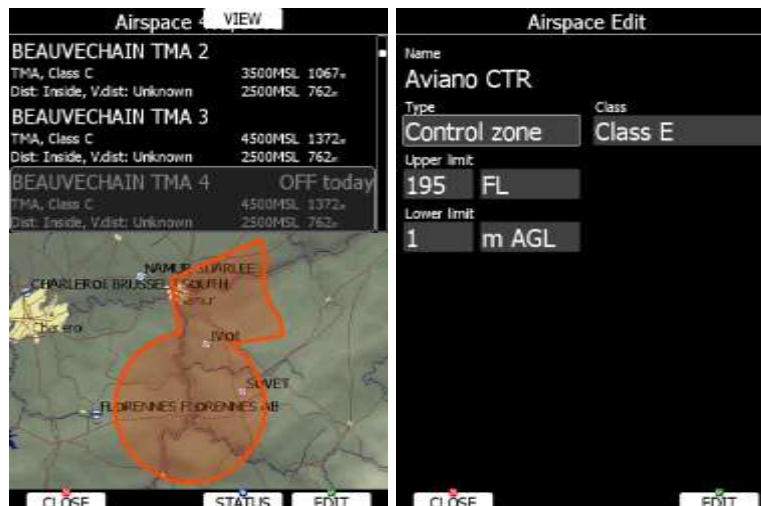 Airspace
VIEW
BEAUVECHAIN TMA 2
TMA, Class C 3500MSL 1067m
Dist: Inside, V.dist: Unknown 2500MSL 762m
BEAUVECHAIN TMA 3
TMA, Class C 4500MSL 1372m
Dist: Inside, V.dist: Unknown 2500MSL 762m
BEAUVECHAIN TMA 4 OFF today
TMA, Class C 4500MSL 1372m
Dist: Inside, V.dist: Unknown 2500MSL 762m
NAMUR SUARLEE
CHARLEROI BRUSSELS SOUTH
Namur
SOVET
FLORENNES FLORENNES AB
CLOSE STATUS EDIT
Airspace Edit
Name
Aviano CTR
Type Class
Control zone Class E
Upper limit
195 FL
Lower limit
1 m AGL
CLOSE EDIT